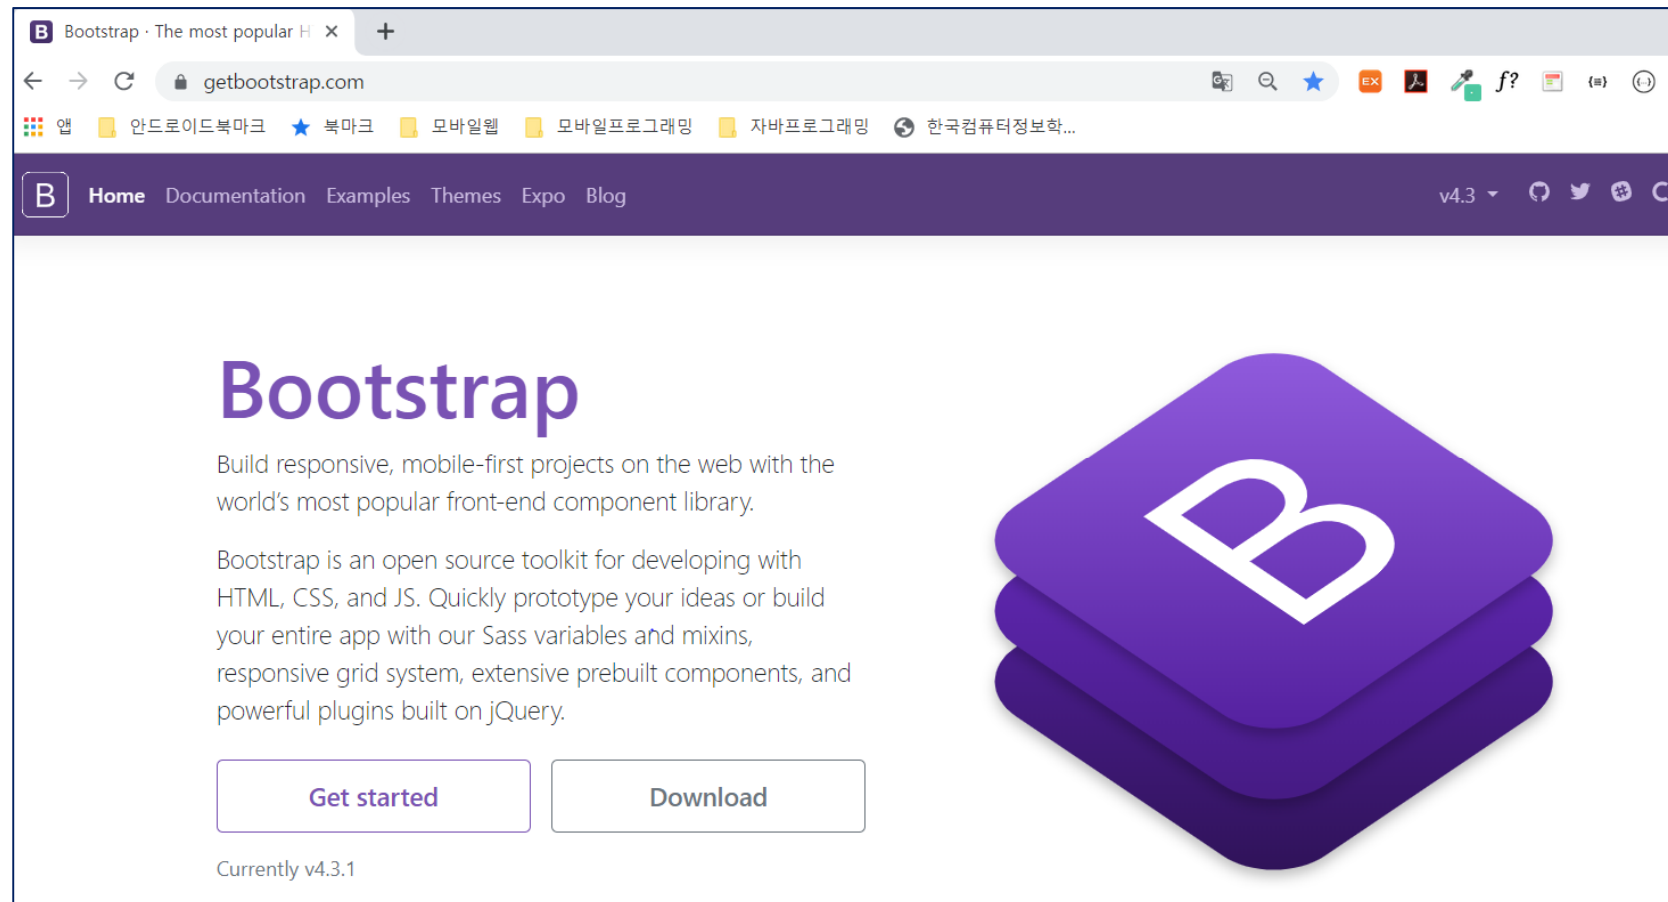 B Bootstrap · The most popular H
getbootstrap.com
EX f? {≡} {...}
앱 안드로이드북마크 북마크 모바일웹 모바일프로그래밍 자바프로그래밍 한국컴퓨터정보학...
B Home Documentation Examples Themes Expo Blog v4.3
Bootstrap
Build responsive, mobile-first projects on the web with the
world's most popular front-end component library.
Bootstrap is an open source toolkit for developing with
HTML, CSS, and JS. Quickly prototype your ideas or build
your entire app with our Sass variables and mixins,
responsive grid system, extensive prebuilt components, and
powerful plugins built on jQuery.
Get started Download
Currently v4.3.1
B